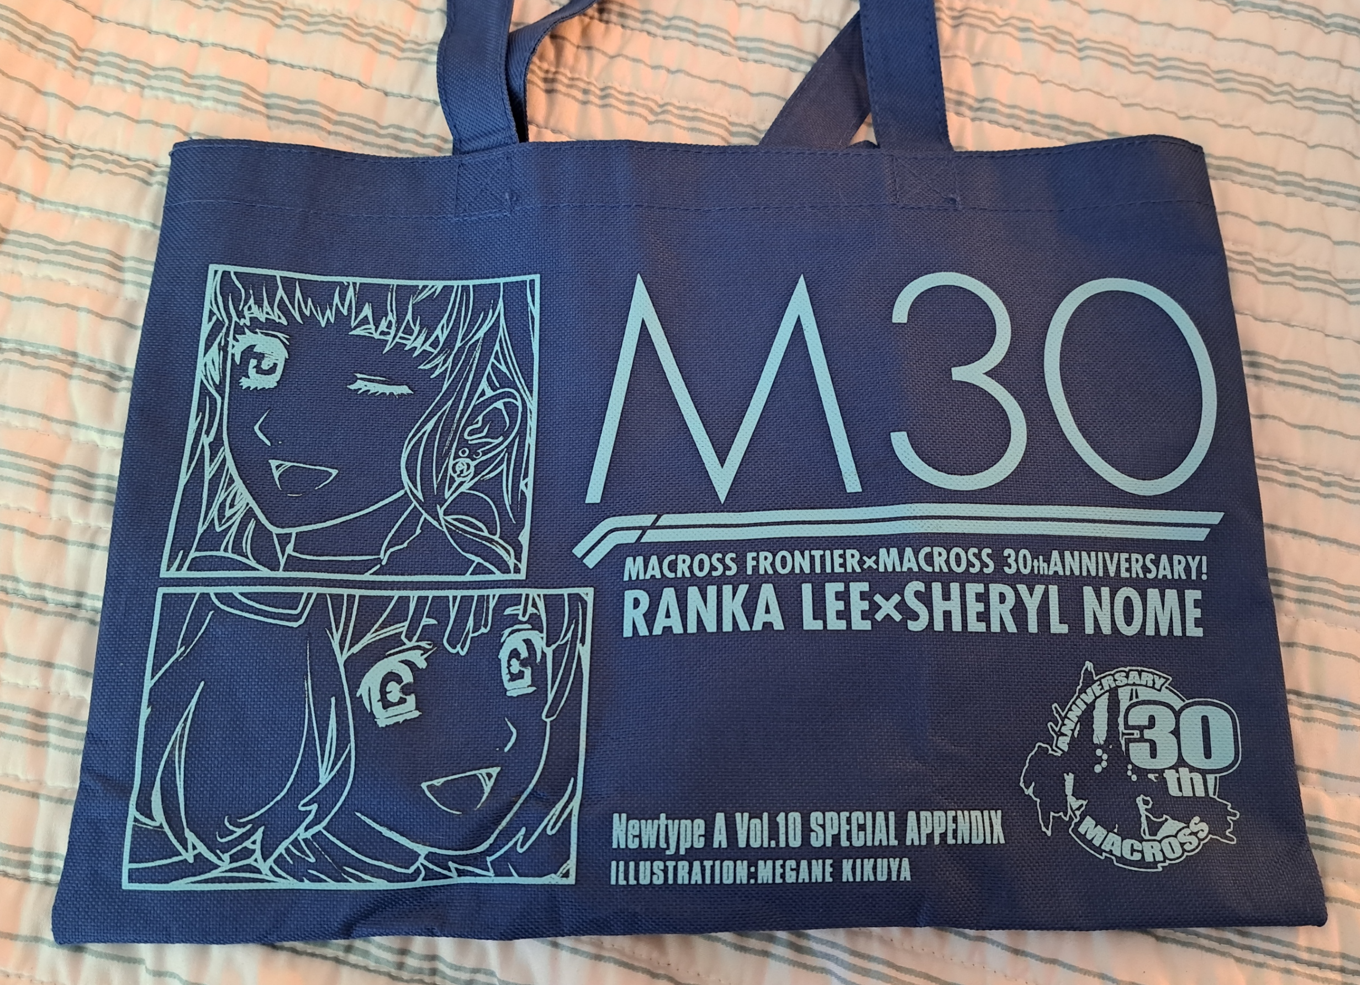 M30
MACROSS FRONTIER×MACROSS 30thANNIVERSARY!
RANKA LEE×SHERYL NOME
ANNIVERSARY
30
th
MACROSS
Newtype A Vol.10 SPECIAL APPENDIX
ILLUSTRATION:MEGANE KIKUYA